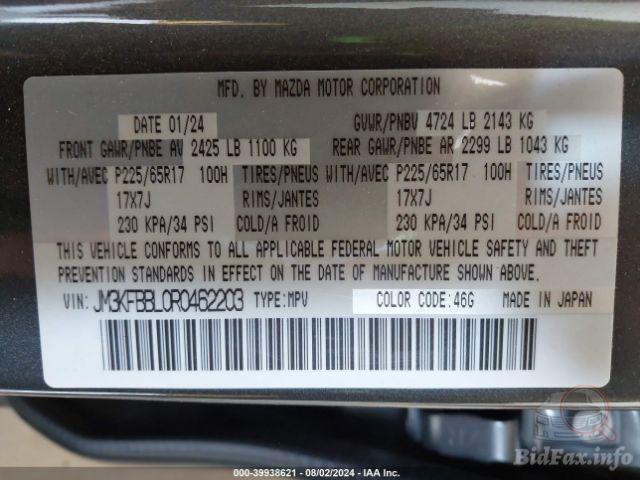 MFD. BY MAZDA MOTOR CORPORATION
DATE 01/24 GVWR/PNBV 4724 LB 2143 KG
FRONT GAWR/PNBE AV 2425 LB 1100 KG REAR GAWR/PNBE AR 2299 LB 1043 KG
WITH/AVEC P225/65R17 100H TIRES/PNEUS WITH/AVEC P225/65R17 100H TIRES/PNEUS
17X7J RIMS/JANTES 17X7J RIMS/JANTES
230 KPA/34 PSI COLD/A FROID 230 KPA/34 PSI COLD/A FROID
THIS VEHICLE CONFORMS TO ALL APPLICABLE FEDERAL MOTOR VEHICLE SAFETY AND THEFT
PREVENTION STANDARDS IN EFFECT ON THE DATE OF MANUFACTURE SHOWN ABOVE.
VIN: JM3KFBBL0R0462203 TYPE:MPV COLOR CODE:46G MADE IN JAPAN
000-39938621 - 08/02/2024 - IAA Inc.
BidFax.info